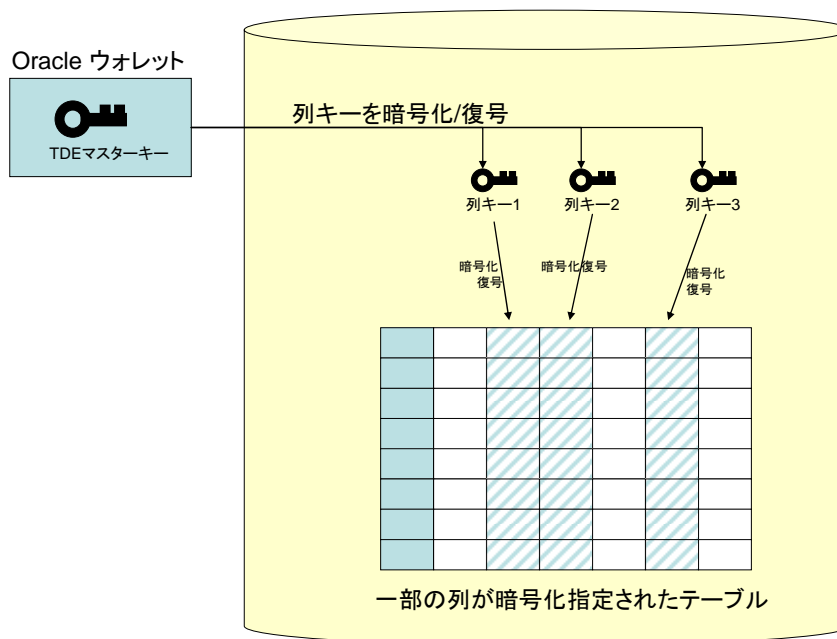 Oracle ウォレット
TDEマスターキー
列キーを暗号化/復号
列キー1
列キー2
列キー3
暗号化
復号
暗号化復号
暗号化
復号
一部の列が暗号化指定されたテーブル